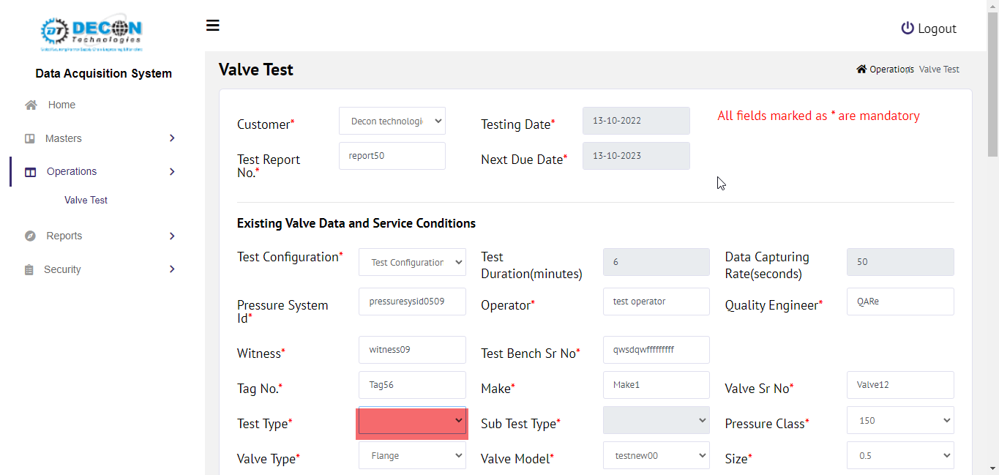 DECON
Technologies
Logout
Data Acquisition System
Home
Masters
Operations
Valve Test
Reports
Security
Valve Test
Operations / Valve Test
Customer* Decon technologi Testing Date* 13-10-2022 All fields marked as * are mandatory
Test Report No.* report50 Next Due Date* 13-10-2023
Existing Valve Data and Service Conditions
Test Configuration* Test Configuration Test Duration(minutes) 6 Data Capturing Rate(seconds) 50
Pressure System Id* pressuresysid0509 Operator* test operator Quality Engineer* QARe
Witness* witness09 Test Bench Sr No* qwsdqwfffffffff
Tag No.* Tag56 Make* Make1 Valve Sr No* Valve12
Test Type* Sub Test Type* Pressure Class* 150
Valve Type* Flange Valve Model* testnew00 Size* 0.5